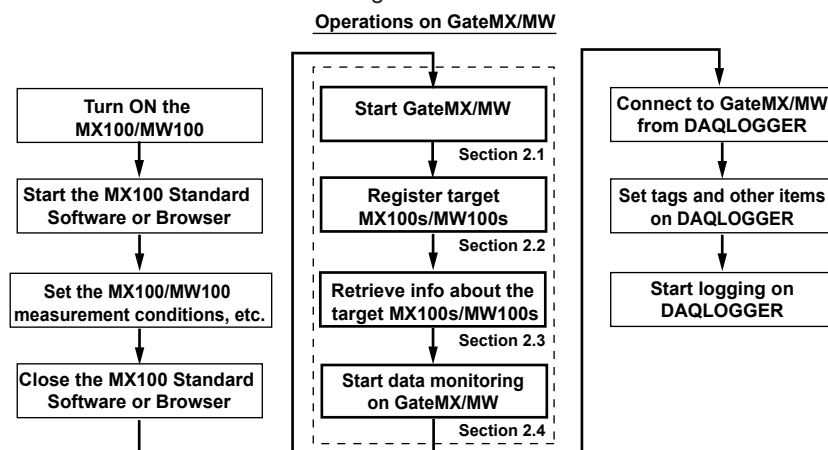 Operations on GateMX/MW
Turn ON the
MX100/MW100
Start the MX100 Standard
Software or Browser
Set the MX100/MW100
measurement conditions, etc.
Close the MX100 Standard
Software or Browser
Start GateMX/MW
Section 2.1
Register target
MX100s/MW100s
Section 2.2
Retrieve info about the
target MX100s/MW100s
Section 2.3
Start data monitoring
on GateMX/MW
Section 2.4
Connect to GateMX/MW
from DAQLOGGER
Set tags and other items
on DAQLOGGER
Start logging on
DAQLOGGER